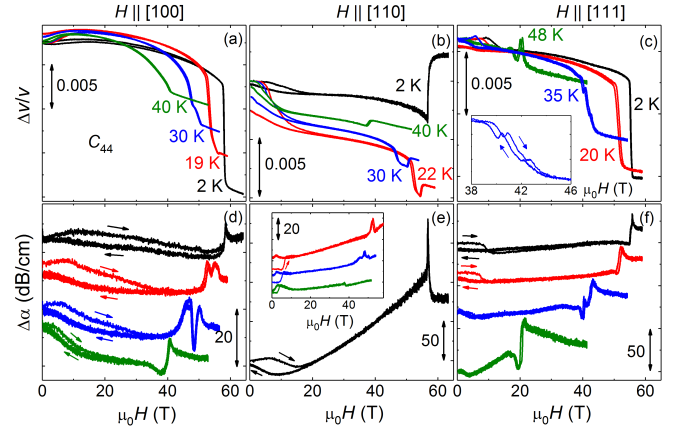 H || [100]
H || [110]
H || [111]
(a)
0.005
40 K
30 K
C44
19 K
2 K
Δv/v
(b)
2 K
40 K
0.005
30 K
22 K
(c)
48 K
0.005
35 K
2 K
20 K
38 42 46
μ0H (T)
(d)
20
Δα (dB/cm)
0 20 40 60
μ0H (T)
(e)
20
0 20 40
μ0H (T)
50
0 20 40 60
μ0H (T)
(f)
50
0 20 40 60
μ0H (T)